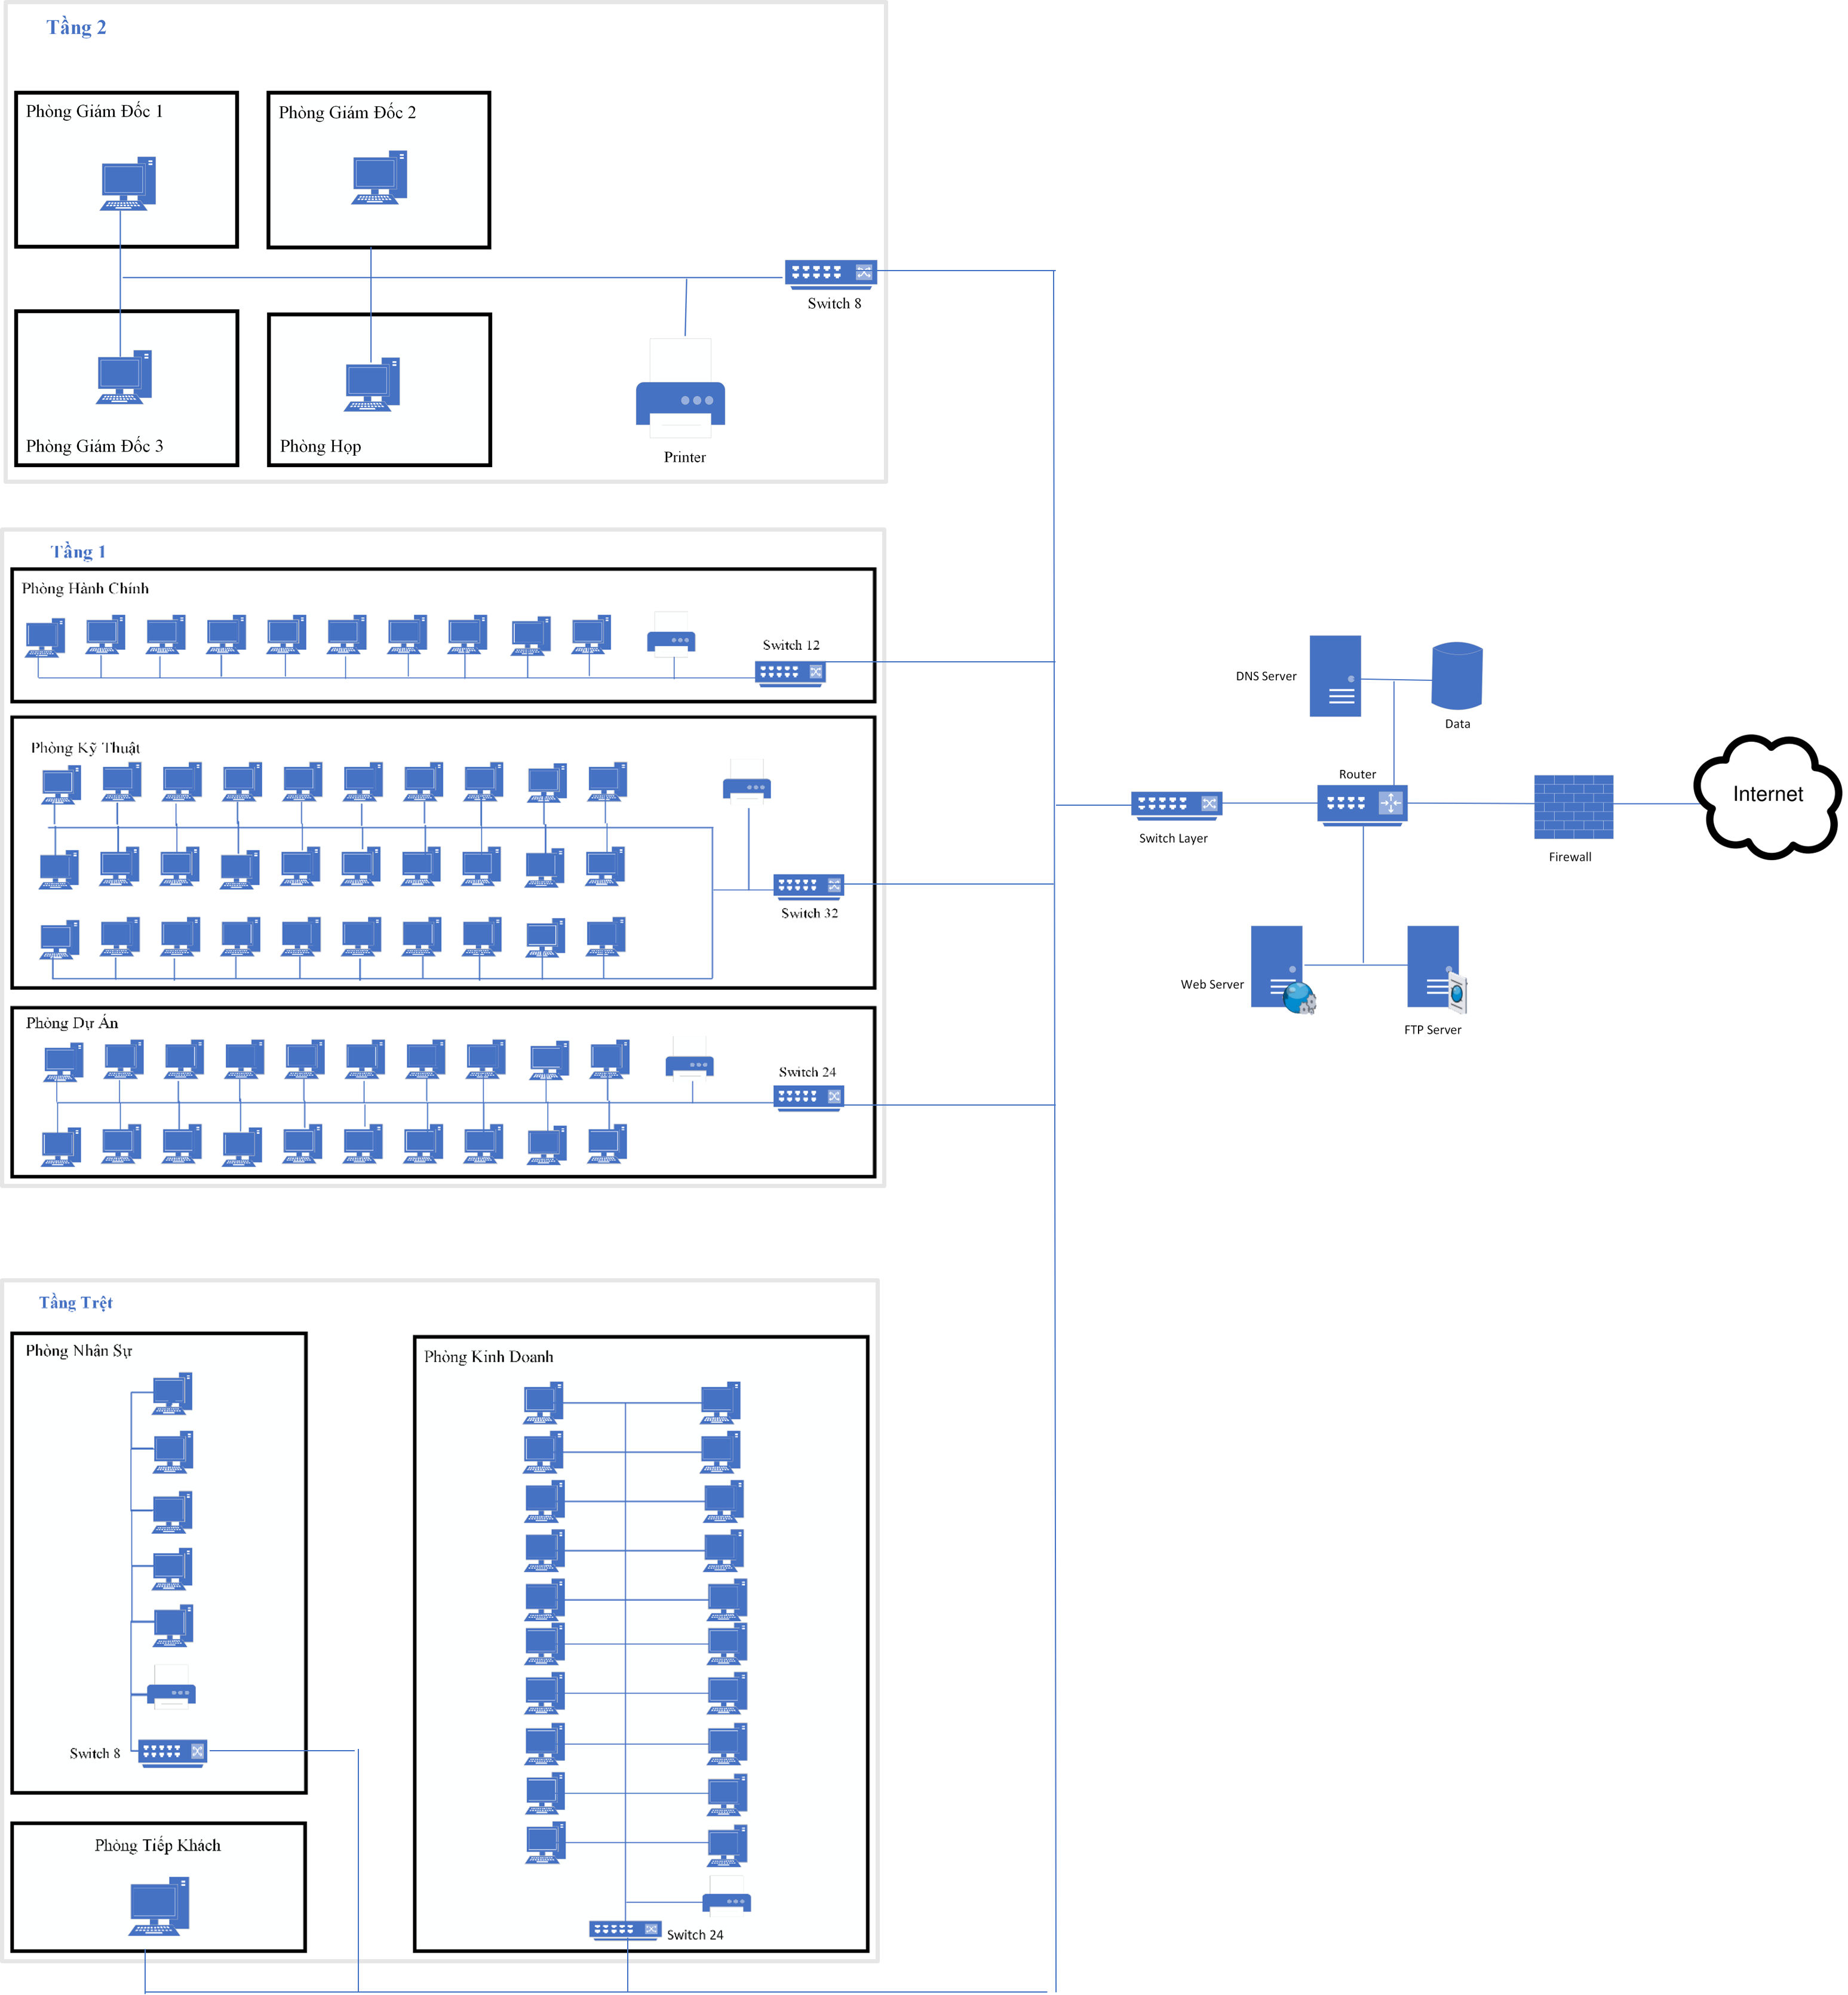 Tầng 2
Phòng Giám Đốc 1
Phòng Giám Đốc 2
Switch 8
Phòng Giám Đốc 3
Phòng Họp
Printer
Tầng 1
Phòng Hành Chính
Switch 12
Phòng Kỹ Thuật
Switch 32
Phòng Dự Án
Switch 24
DNS Server
Data
Router
Internet
Switch Layer
Firewall
Web Server
FTP Server
Tầng Trệt
Phòng Nhân Sự
Phòng Kinh Doanh
Switch 8
Phòng Tiếp Khách
Switch 24